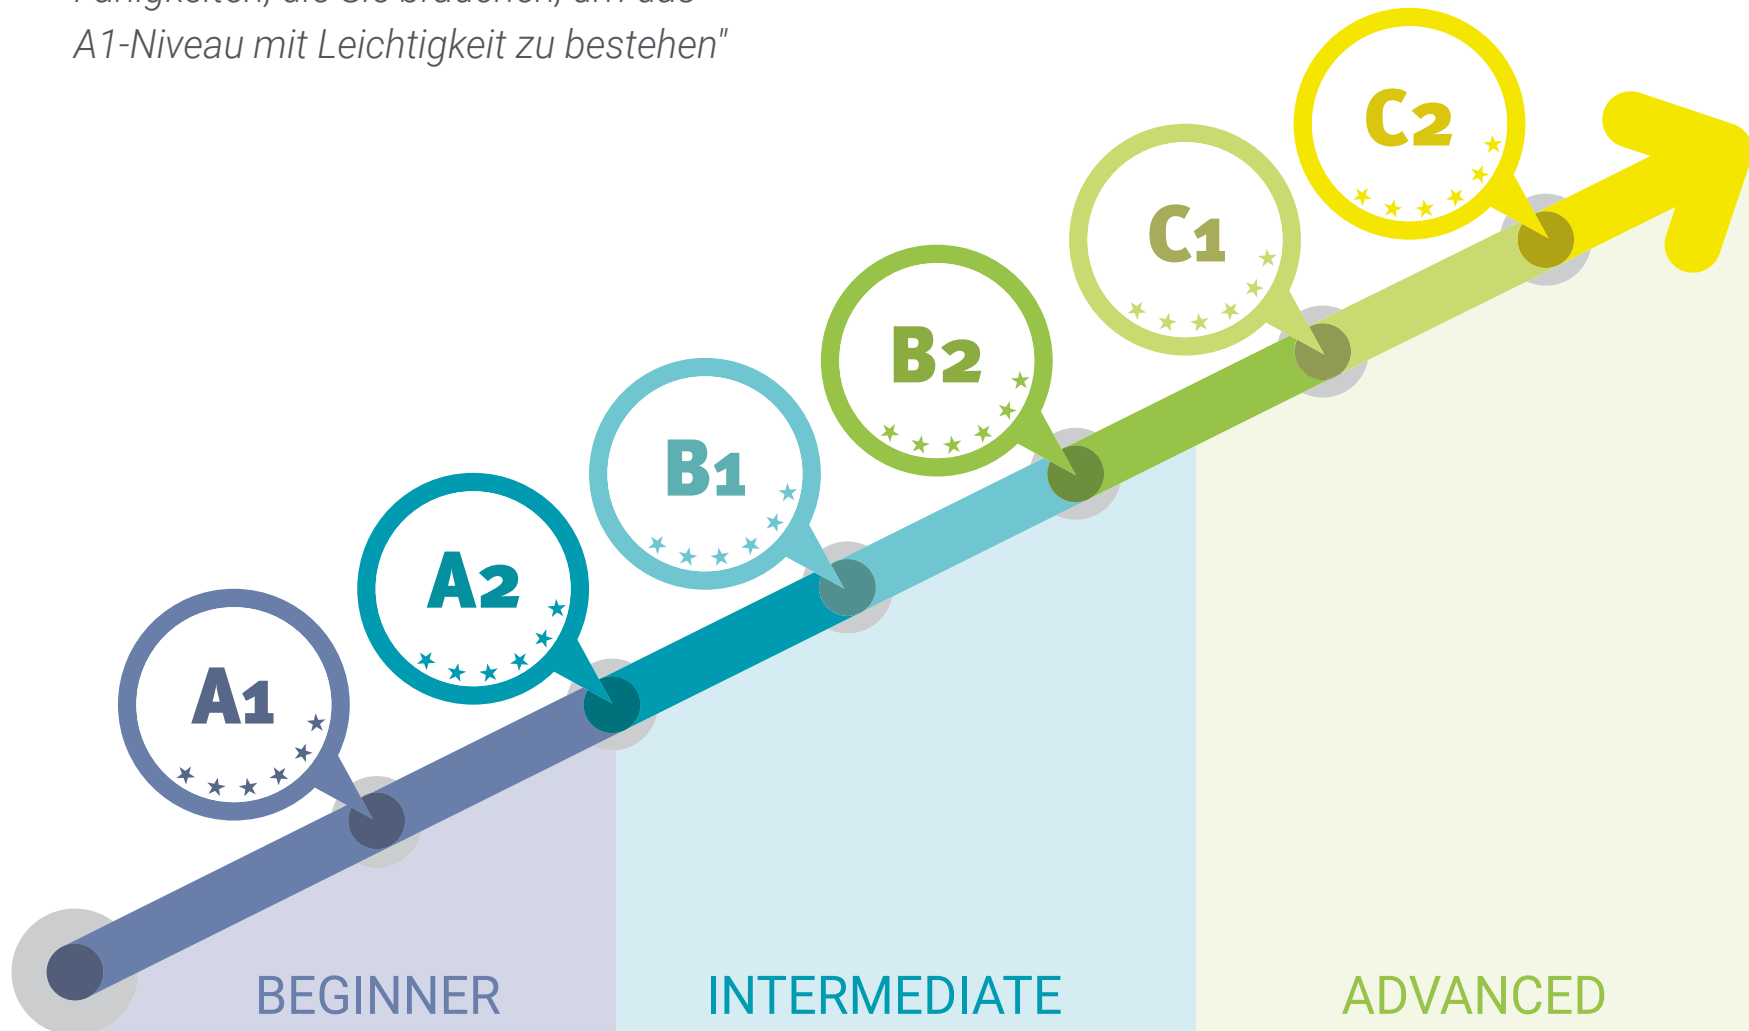 A1-Niveau mit Leichtigkeit zu bestehen"
C2
C1
B2
B1
A2
A1
BEGINNER INTERMEDIATE ADVANCED